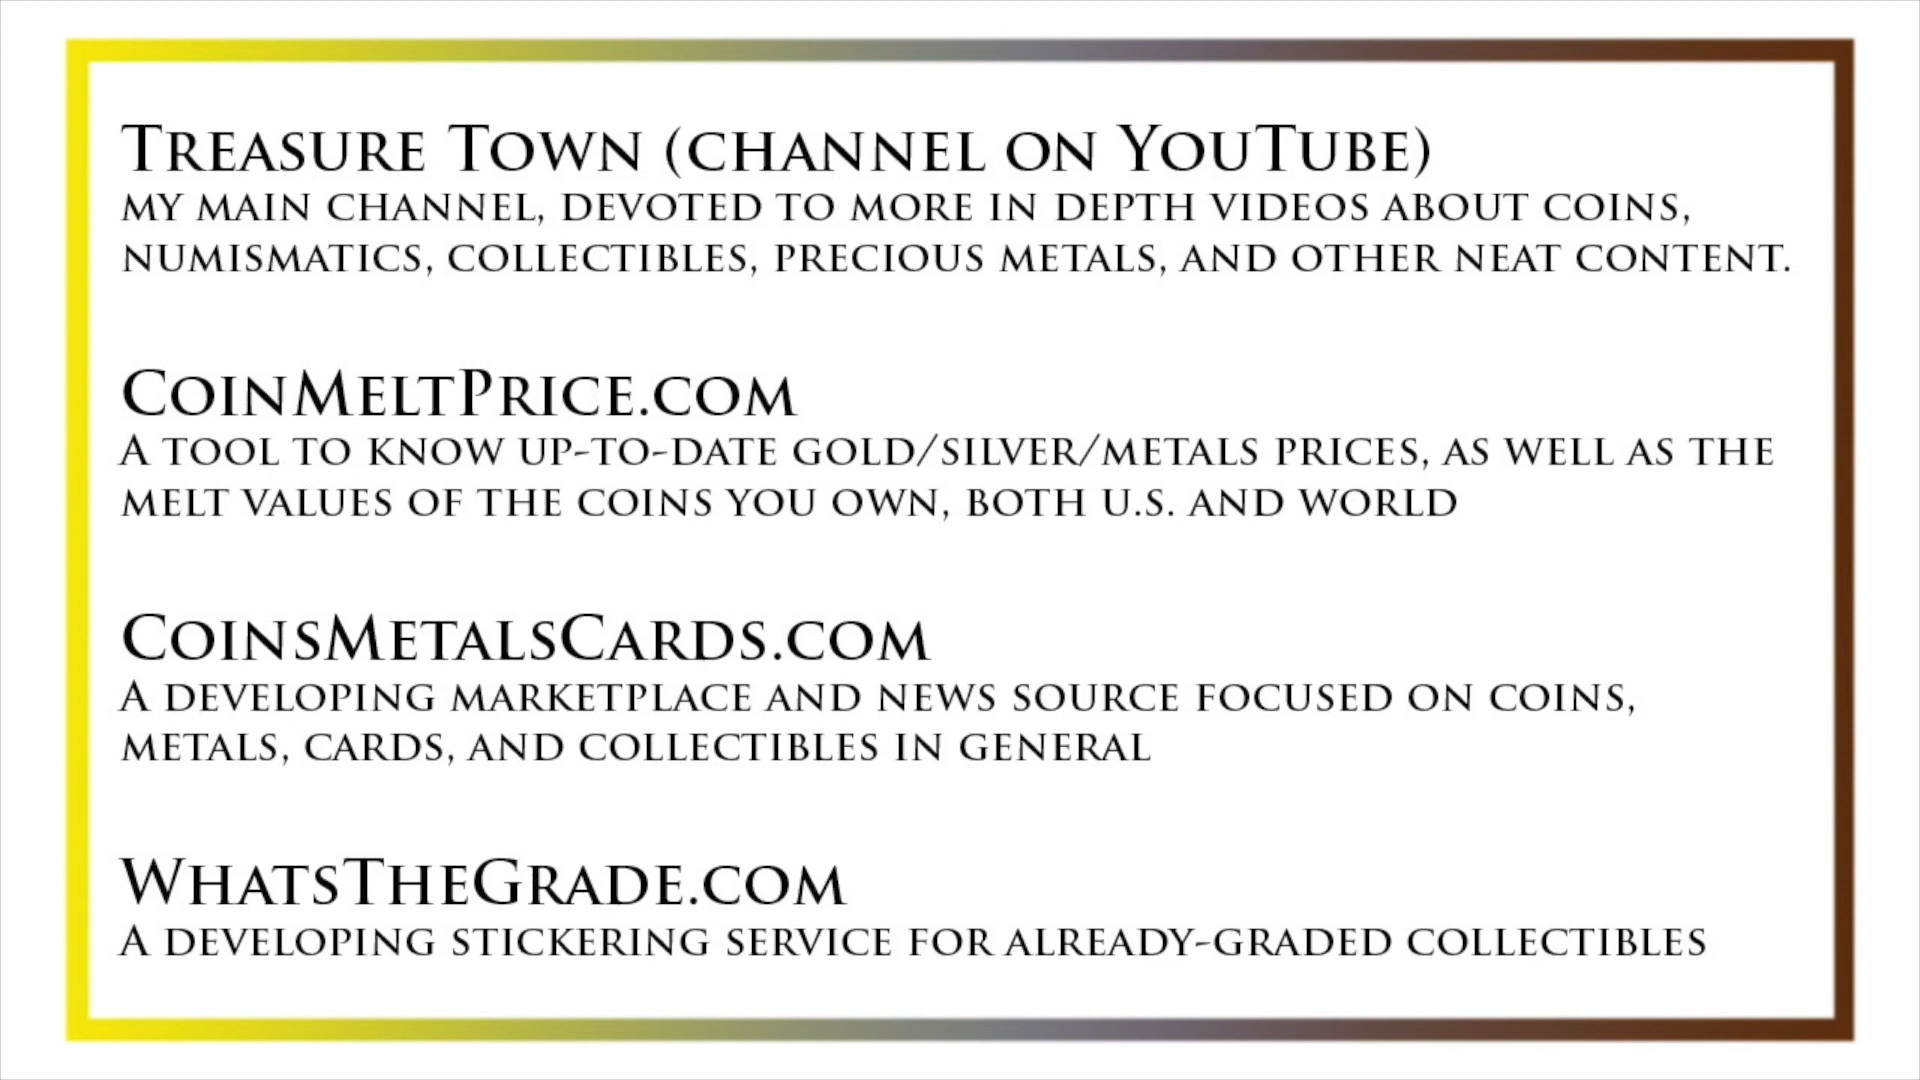 Treasure Town (channel on YouTube)
my main channel, devoted to more in depth videos about coins,
numismatics, collectibles, precious metals, and other neat content.
CoinMeltPrice.com
A tool to know up-to-date gold/silver/metals prices, as well as the
melt values of the coins you own, both u.s. and world
CoinsMetalsCards.com
A developing marketplace and news source focused on coins,
metals, cards, and collectibles in general
WhatsTheGrade.com
A developing stickering service for already-graded collectibles